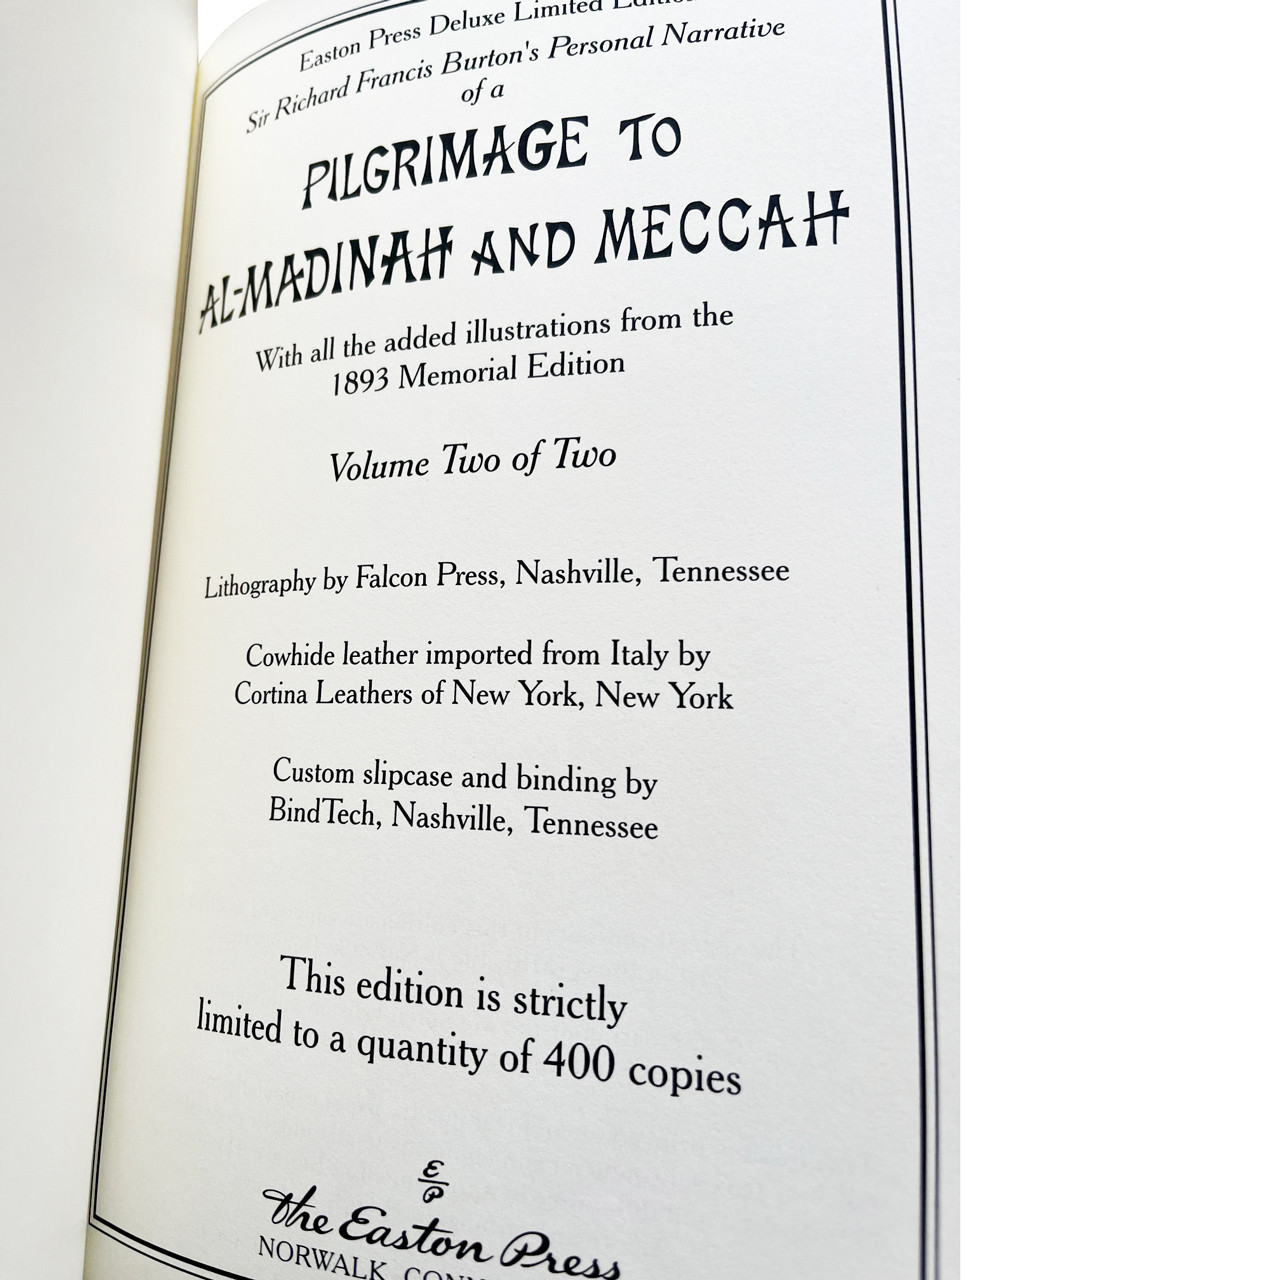 Easton Press Deluxe Limited
Sir Richard Francis Burton's Personal Narrative
of a
PILGRIMAGE TO
AL-MADINAH AND MECCAH
With all the added illustrations from the
1893 Memorial Edition
Volume Two of Two
Lithography by Falcon Press, Nashville, Tennessee
Cowhide leather imported from Italy by
Cortina Leathers of New York, New York
Custom slipcase and binding by
BindTech, Nashville, Tennessee
This edition is strictly
limited to a quantity of 400 copies
E
P
The Easton Press
NORWALK,